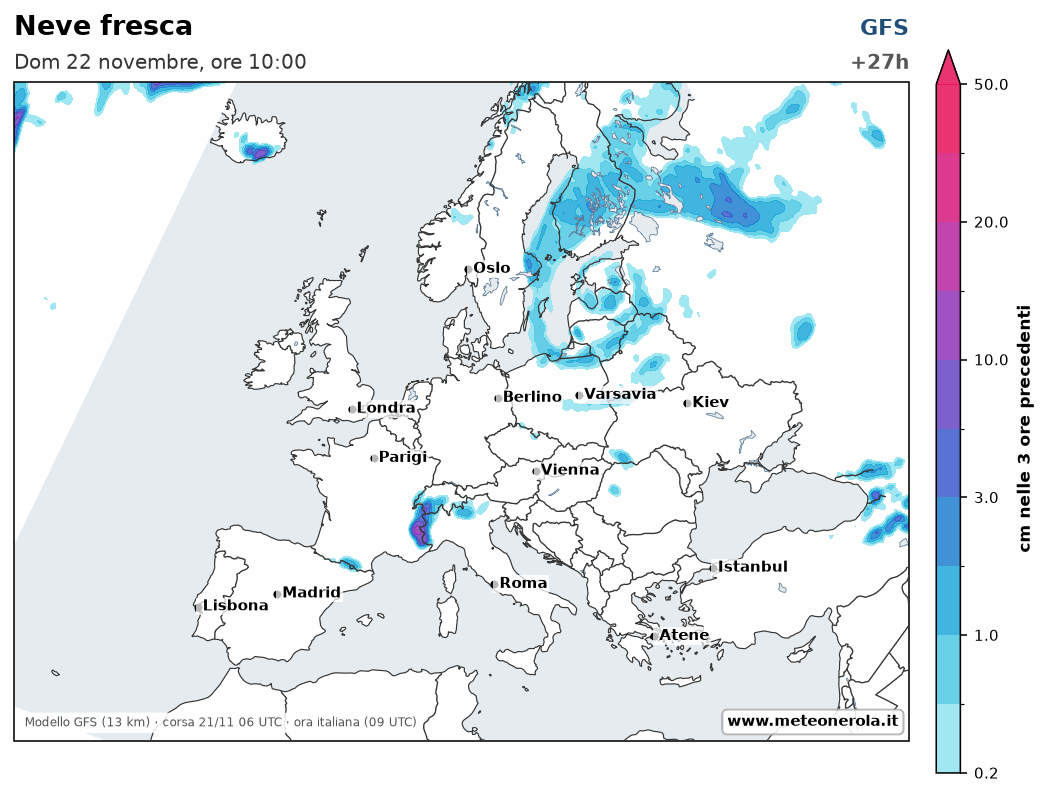 Neve fresca
GFS
Dom 22 novembre, ore 10:00
+27h
50.0
20.0
10.0
3.0
1.0
0.2
cm nelle 3 ore precedenti
Oslo
Berlino
Varsavia
Kiev
Londra
Parigi
Vienna
Istanbul
Roma
Madrid
Lisbona
Atene
Modello GFS (13 km) · corsa 21/11 06 UTC · ora italiana (09 UTC)
www.meteonerola.it